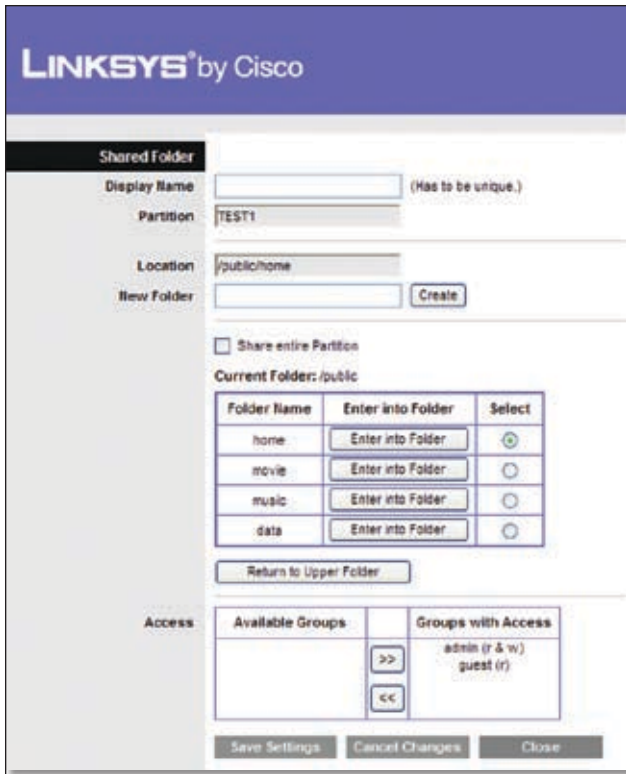 LINKSYS® by Cisco
Shared Folder
Display Name (Has to be unique.)
Partition TEST1
Location /public/home
New Folder Create
Share entire Partition
Current Folder: /public
Folder Name Enter into Folder Select
home Enter into Folder
movie Enter into Folder
music Enter into Folder
data Enter into Folder
Return to Upper Folder
Access Available Groups Groups with Access
admin (r & w)
>> guest (r)
<<
Save Settings Cancel Changes Close